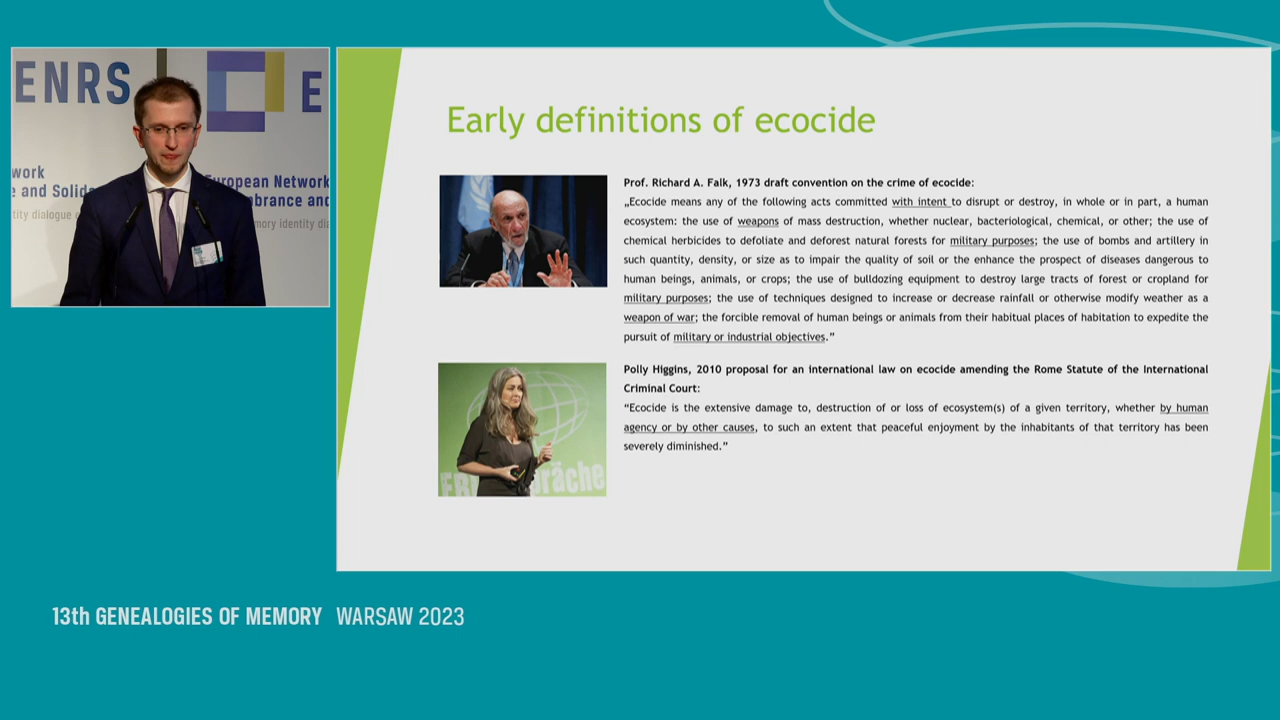 ENRS
E
work
e and Solida
tity dialogue
European Network
brance and
mory identity dia
Early definitions of ecocide
Prof. Richard A. Falk, 1973 draft convention on the crime of ecocide:
„Ecocide means any of the following acts committed with intent to disrupt or destroy, in whole or in part, a human
ecosystem: the use of weapons of mass destruction, whether nuclear, bacteriological, chemical, or other; the use of
chemical herbicides to defoliate and deforest natural forests for military purposes; the use of bombs and artillery in
such quantity, density, or size as to impair the quality of soil or the enhance the prospect of diseases dangerous to
human beings, animals, or crops; the use of bulldozing equipment to destroy large tracts of forest or cropland for
military purposes; the use of techniques designed to increase or decrease rainfall or otherwise modify weather as a
weapon of war; the forcible removal of human beings or animals from their habitual places of habitation to expedite the
pursuit of military or industrial objectives.”
Polly Higgins, 2010 proposal for an international law on ecocide amending the Rome Statute of the International
Criminal Court:
“Ecocide is the extensive damage to, destruction of or loss of ecosystem(s) of a given territory, whether by human
agency or by other causes, to such an extent that peaceful enjoyment by the inhabitants of that territory has been
severely diminished.”
13th GENEALOGIES OF MEMORY WARSAW 2023